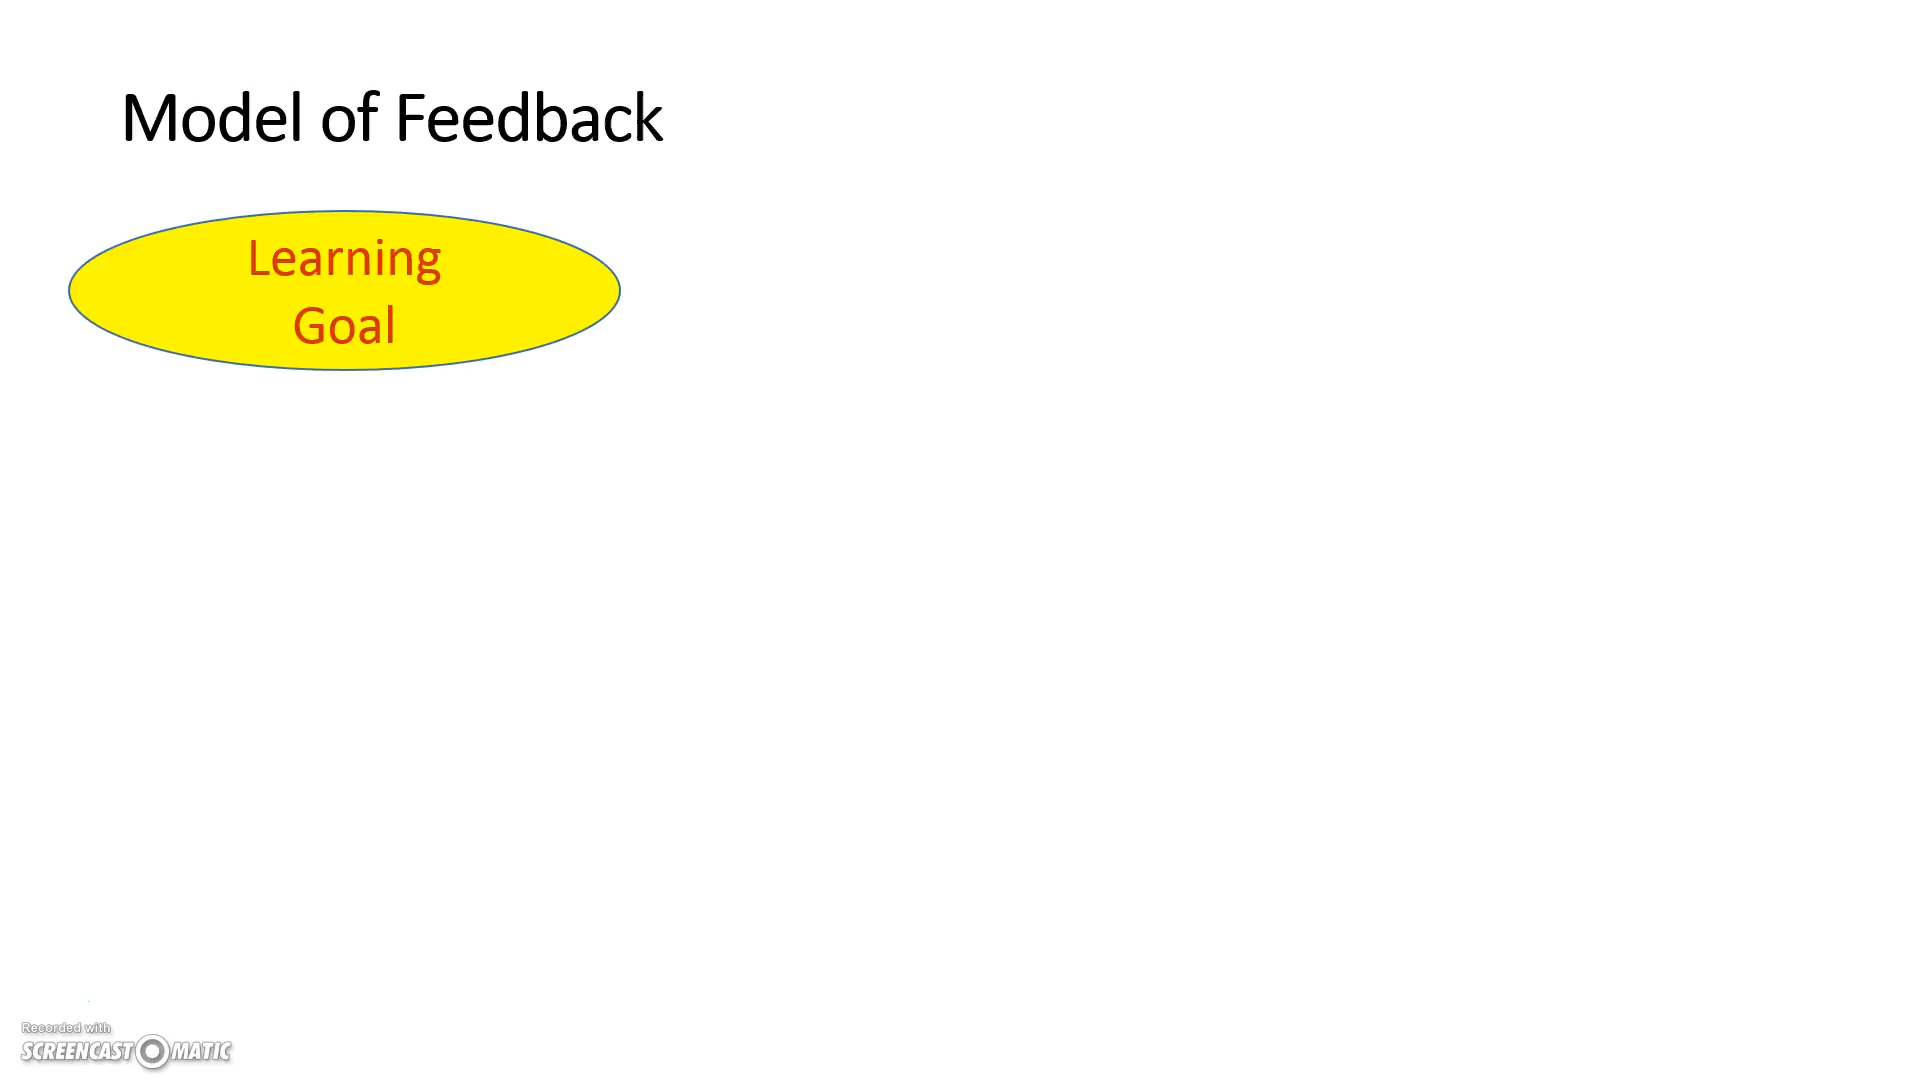 Model of Feedback
Learning
Goal
Recorded with
SCREENCAST MATIC